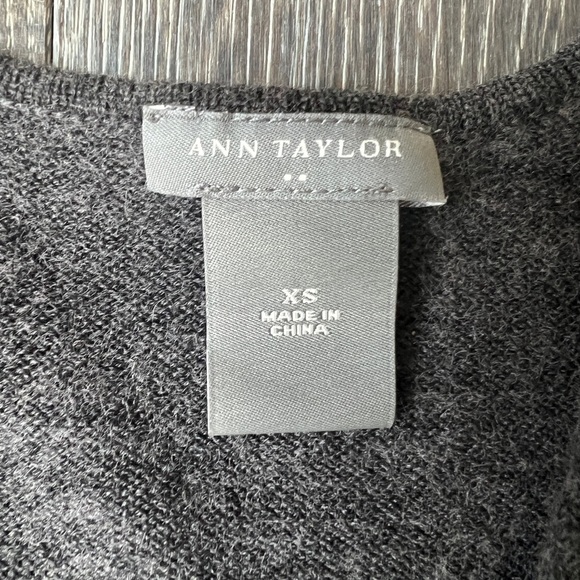 ANN TAYLOR
XS
MADE IN
CHINA